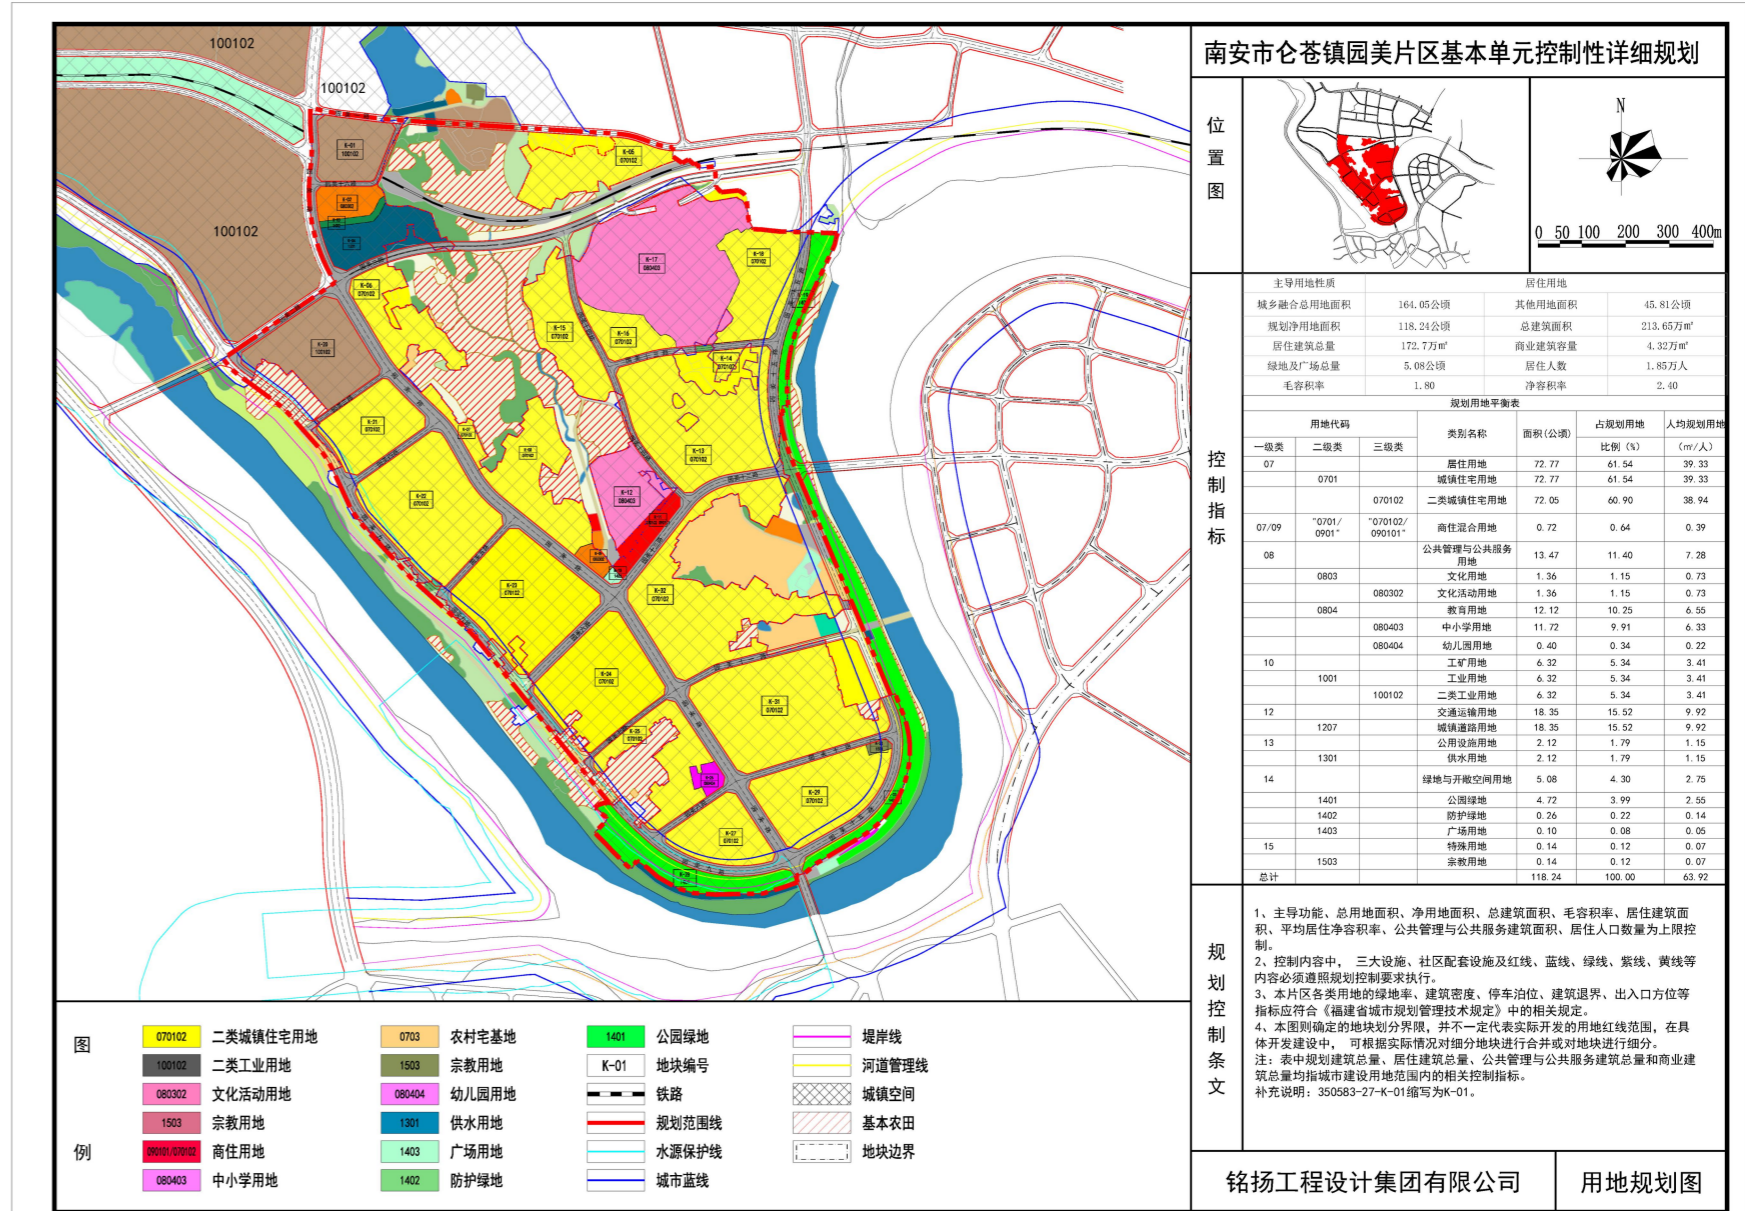 南安市仑苍镇园美片区基本单元控制性详细规划
位置图
N
0 50 100 200 300 400m
控制指标
主导用地性质 居住用地
城乡融合总用地面积 164.05公顷 其他用地面积 45.81公顷
规划净用地面积 118.24公顷 总建筑面积 213.65万㎡
居住建筑总量 172.7万㎡ 商业建筑容量 4.32万㎡
绿地及广场总量 5.08公顷 居住人数 1.85万人
毛容积率 1.80 净容积率 2.40
规划用地平衡表
用地代码 类别名称 面积(公顷) 占规划用地 人均规划用地
一级类 二级类 三级类 比例 (%) (㎡/人)
07 居住用地 72.77 61.54 39.33
0701 城镇住宅用地 72.77 61.54 39.33
070102 二类城镇住宅用地 72.05 60.90 38.94
07/09 "0701/0901" "070102/090101" 商住混合用地 0.72 0.64 0.39
08 公共管理与公共服务用地 13.47 11.40 7.28
0803 文化用地 1.36 1.15 0.73
080302 文化活动用地 1.36 1.15 0.73
0804 教育用地 12.12 10.25 6.55
080403 中小学用地 11.72 9.91 6.33
080404 幼儿园用地 0.40 0.34 0.22
10 工矿用地 6.32 5.34 3.41
1001 工业用地 6.32 5.34 3.41
100102 二类工业用地 6.32 5.34 3.41
12 交通运输用地 18.35 15.52 9.92
1207 城镇道路用地 18.35 15.52 9.92
13 公用设施用地 2.12 1.79 1.15
1301 供水用地 2.12 1.79 1.15
14 绿地与开敞空间用地 5.08 4.30 2.75
1401 公园绿地 4.72 3.99 2.55
1402 防护绿地 0.26 0.22 0.14
1403 广场用地 0.10 0.08 0.05
15 特殊用地 0.14 0.12 0.07
1503 宗教用地 0.14 0.12 0.07
总计 118.24 100.00 63.92
规划控制条文
1、主导功能、总用地面积、净用地面积、总建筑面积、毛容积率、居住建筑面
积、平均居住净容积率、公共管理与公共服务建筑面积、居住人口数量为上限控
制。
2、控制内容中， 三大设施、社区配套设施及红线、蓝线、绿线、紫线、黄线等
内容必须遵照规划控制要求执行。
3、本片区各类用地的绿地率、建筑密度、停车泊位、建筑退界、出入口方位等
指标应符合《福建省城市规划管理技术规定》中的相关规定。
4、本图则确定的地块划分界限，并不一定代表实际开发的用地红线范围，在具
体开发建设中， 可根据实际情况对细分地块进行合并或对地块进行细分。
注：表中规划建筑总量、居住建筑总量、公共管理与公共服务建筑总量和商业建
筑总量均指城市建设用地范围内的相关控制指标。
补充说明：350583-27-K-01缩写为K-01。
铭扬工程设计集团有限公司
用地规划图
100102
100102
100102
K-01
100102
K-05
070102
K-17
080403
K-18
070102
K-06
070102
K-15
070102
K-16
070102
K-14
070102
K-13
070102
K-12
080403
K-21
070102
K-22
070102
K-23
070102
K-24
070102
K-25
070102
K-32
070102
K-31
070102
K-29
070102
K-27
070102
图例
070102 二类城镇住宅用地
100102 二类工业用地
080302 文化活动用地
1503 宗教用地
090101/070102 商住用地
080403 中小学用地
0703 农村宅基地
1503 宗教用地
080404 幼儿园用地
1301 供水用地
1403 广场用地
1402 防护绿地
1401 公园绿地
K-01 地块编号
铁路
规划范围线
水源保护线
城市蓝线
堤岸线
河道管理线
城镇空间
基本农田
地块边界